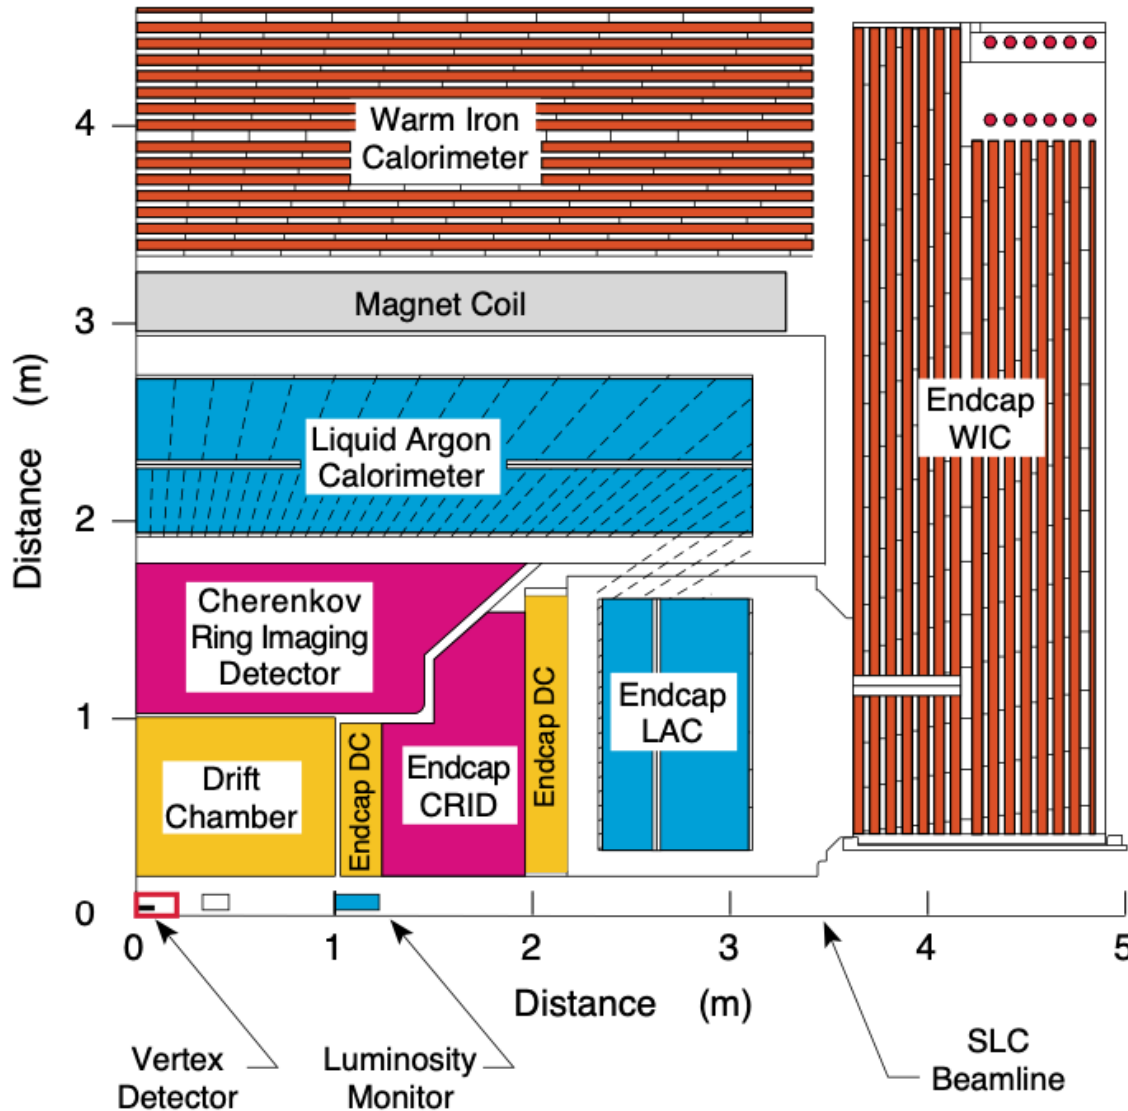 4
Warm Iron
Calorimeter
3
Magnet Coil
Distance (m)
Liquid Argon
Calorimeter
Endcap
WIC
2
Cherenkov
Ring Imaging
Detector
Endcap DC
Endcap
LAC
1
Drift
Chamber
Endcap DC
Endcap
CRID
0
0 1 2 3 4 5
Distance (m)
Vertex
Detector
Luminosity
Monitor
SLC
Beamline